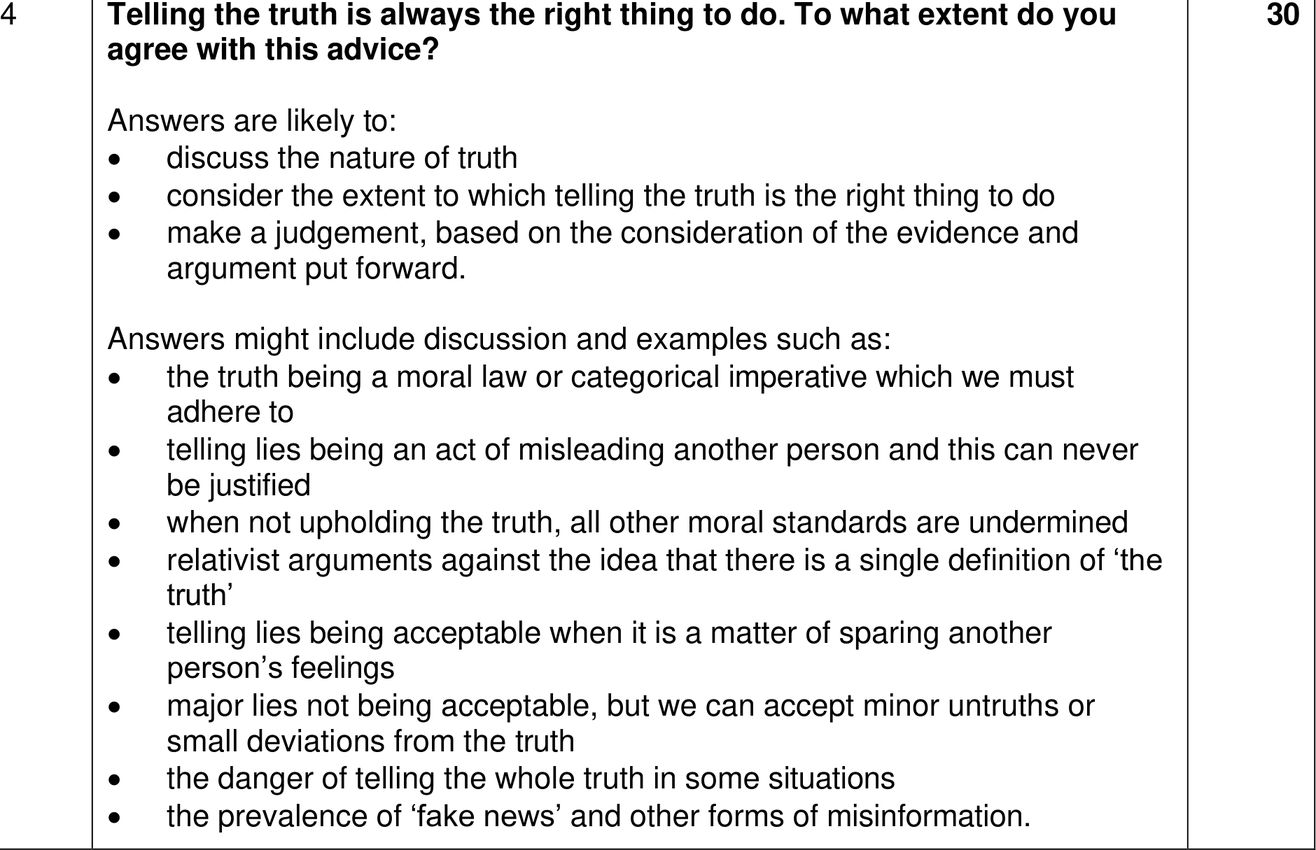 4 Telling the truth is always the right thing to do. To what extent do you 30
agree with this advice?
Answers are likely to:
• discuss the nature of truth
• consider the extent to which telling the truth is the right thing to do
• make a judgement, based on the consideration of the evidence and
argument put forward.
Answers might include discussion and examples such as:
• the truth being a moral law or categorical imperative which we must
adhere to
• telling lies being an act of misleading another person and this can never
be justified
• when not upholding the truth, all other moral standards are undermined
• relativist arguments against the idea that there is a single definition of ‘the
truth’
• telling lies being acceptable when it is a matter of sparing another
person’s feelings
• major lies not being acceptable, but we can accept minor untruths or
small deviations from the truth
• the danger of telling the whole truth in some situations
• the prevalence of ‘fake news’ and other forms of misinformation.